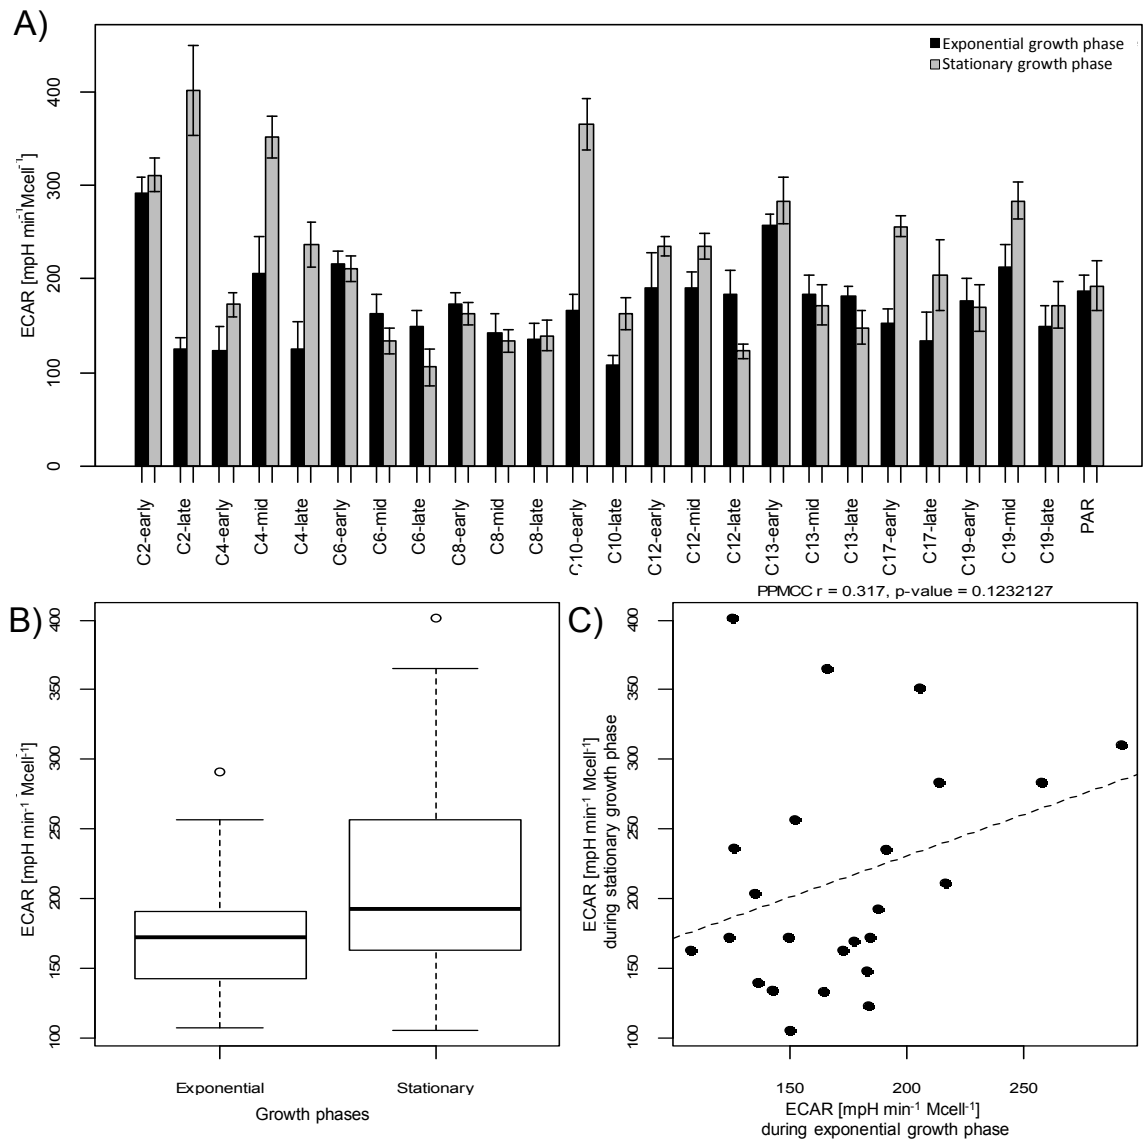 A)
Exponential growth phase
Stationary growth phase
ECAR [mpH min⁻¹Mcell⁻¹]
400
300
200
100
0
C2-early
C2-late
C4-early
C4-mid
C4-late
C6-early
C6-mid
C6-late
C8-early
C8-mid
C8-late
C10-early
C10-late
C12-early
C12-mid
C12-late
C13-early
C13-mid
C13-late
C17-early
C17-late
C19-early
C19-mid
C19-late
PAR
B)
ECAR [mpH min⁻¹ Mcell⁻¹]
400
350
300
250
200
150
100
Exponential
Stationary
Growth phases
C)
PPMCC r = 0.317, p-value = 0.1232127
ECAR [mpH min⁻¹ Mcell⁻¹]
during stationary growth phase
400
350
300
250
200
150
100
150
200
250
ECAR [mpH min⁻¹ Mcell⁻¹]
during exponential growth phase